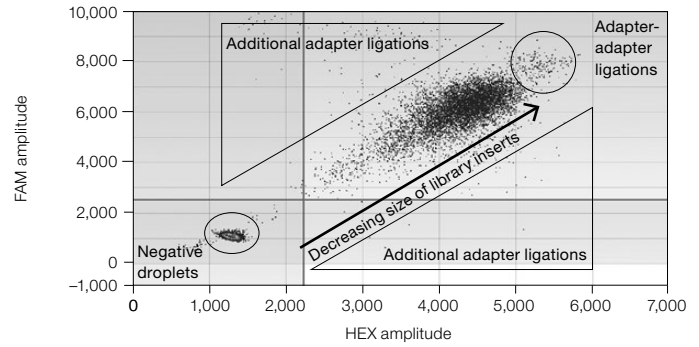 10,000
8,000
6,000
4,000
2,000
0
–1,000
FAM amplitude
Additional adapter ligations
Adapter-
adapter
ligations
Decreasing size of library inserts
Negative
droplets
Additional adapter ligations
0
1,000
2,000
3,000
4,000
5,000
6,000
7,000
HEX amplitude